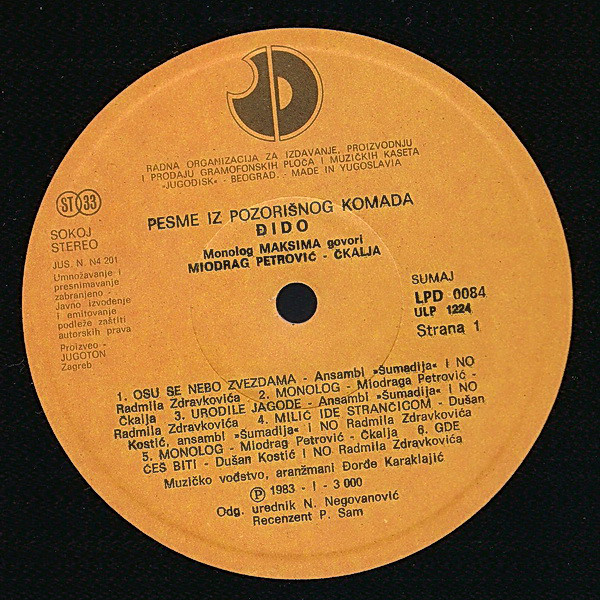 RADNA ORGANIZACIJA ZA IZDAVANJE, PROIZVODNJU
I PRODAJU GRAMOFONSKIH PLOČA I MUZIČKIH KASETA
»JUGODISK« - BEOGRAD. - MADE IN YUGOSLAVIA
ST 33
SOKOJ
STEREO
JUS. N. N4 201
Umnožavanje i
presnimavanje
zabranjeno -
Javno izvođenje
i emitovanje
podleže zaštiti
autorskih prava
Proizveo -
JUGOTON
Zagreb
PESME IZ POZORIŠNOG KOMADA
ĐIDO
Monolog MAKSIMA govori
MIODRAG PETROVIĆ - ČKALJA
SUMAJ
LPD 0084
ULP 1224
Strana 1
1. OSU SE NEBO ZVEZDAMA - Ansambl »Šumadija« I NO
Radmila Zdravkovića 2. MONOLOG - Miodraga Petrović -
Čkalja 3. URODILE JAGODE - Ansambl »Šumadija« I NO
Radmila Zdravkovića 4. MILIĆ IDE STRANČICOM - Dušan
Kostić, ansambl »Šumadija« I NO Radmila Zdravkovića
5. MONOLOG - Miodrag Petrović - Čkalja 6. GDE
ĆEŠ BITI - Dušan Kostić I NO Radmila Zdravkovića
Muzičko vođstvo, aranžmani Đorđe Karaklajić
Ⓟ 1983 - I - 3 000
Odg. urednik N. Negovanović
Recenzent P. Sam